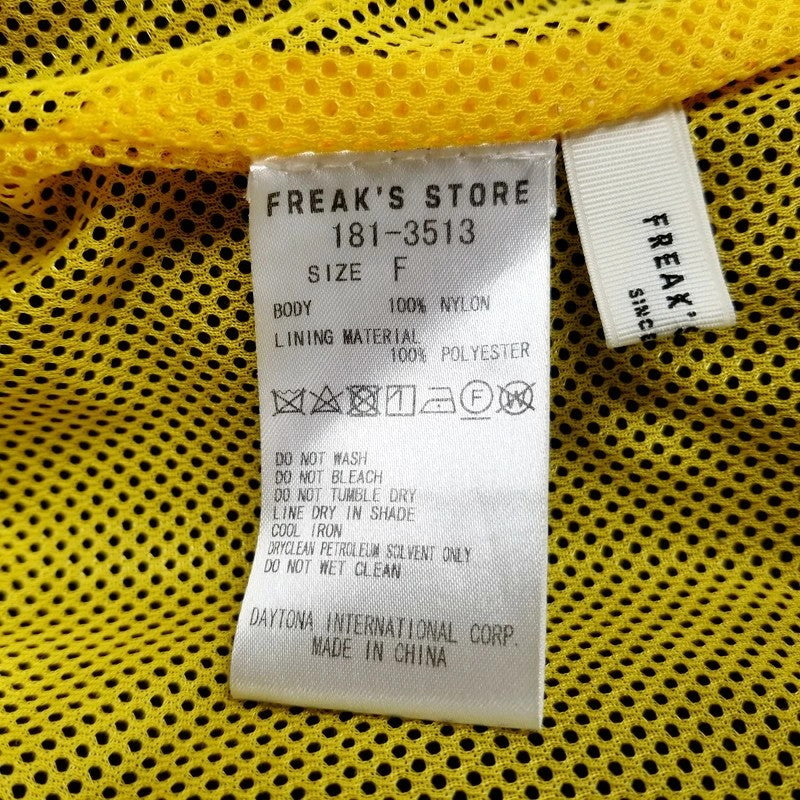 FREAK'S STORE
181-3513
SIZE F
BODY 100% NYLON
LINING MATERIAL
100% POLYESTER
DO NOT WASH
DO NOT BLEACH
DO NOT TUMBLE DRY
LINE DRY IN SHADE
COOL IRON
DRYCLEAN PETROLEUM SOLVENT ONLY
DO NOT WET CLEAN
DAYTONA INTERNATIONAL CORP.
MADE IN CHINA
FREAK'S
SINCE